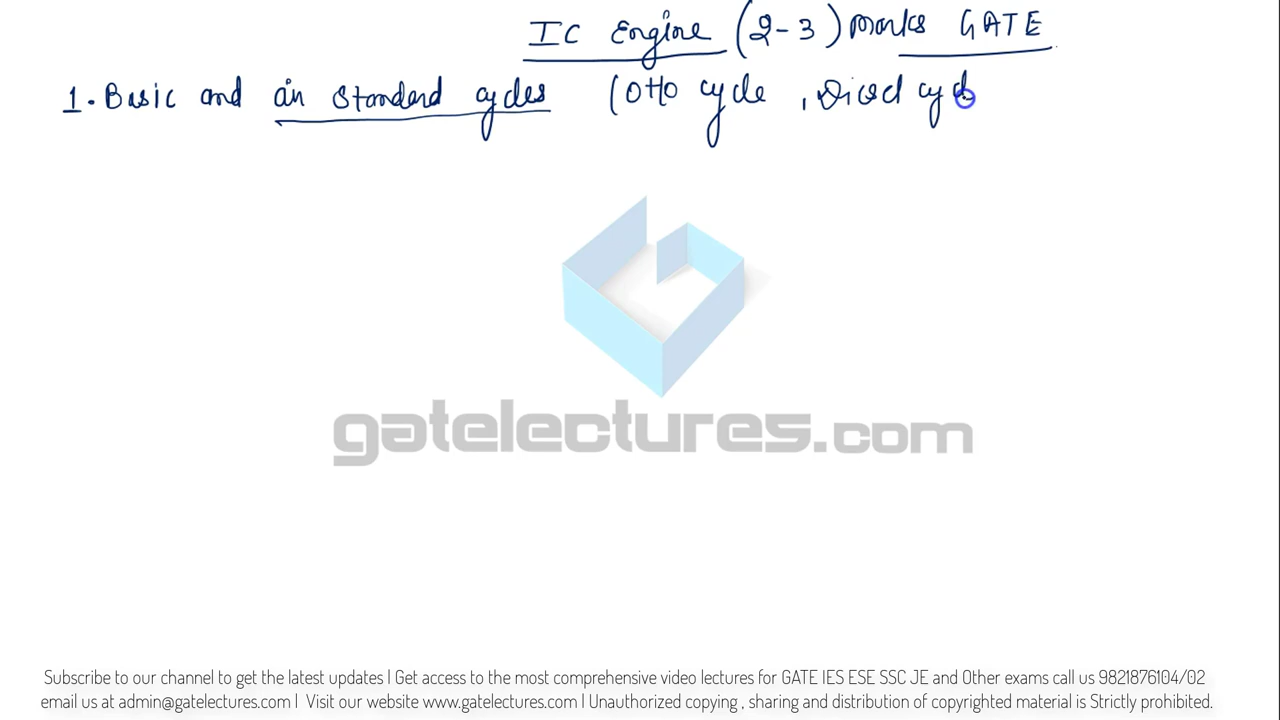 IC Engine (2-3) marks GATE
1. Basic and air standard cycles (Otto cycle, Diesel cycle
gatelectures.com
Subscribe to our channel to get the latest updates | Get access to the most comprehensive video lectures for GATE IES ESE SSC JE and Other exams call us 9821876104/02
email us at admin@gatelectures.com | Visit our website www.gatelectures.com | Unauthorized copying , sharing and distribution of copyrighted material is Strictly prohibited.